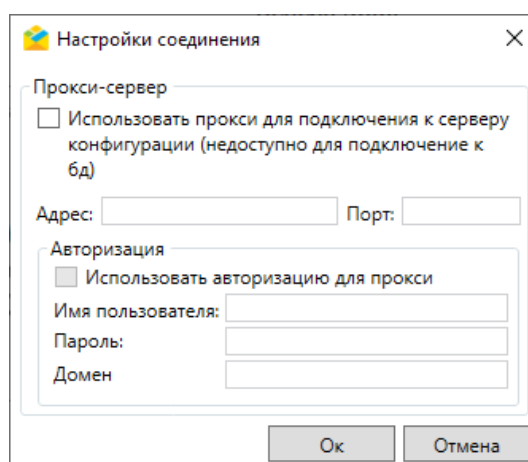 Настройки соединения
Прокси-сервер
Использовать прокси для подключения к серверу
конфигурации (недоступно для подключение к
бд)
Адрес: Порт:
Авторизация
Использовать авторизацию для прокси
Имя пользователя:
Пароль:
Домен
Ок Отмена